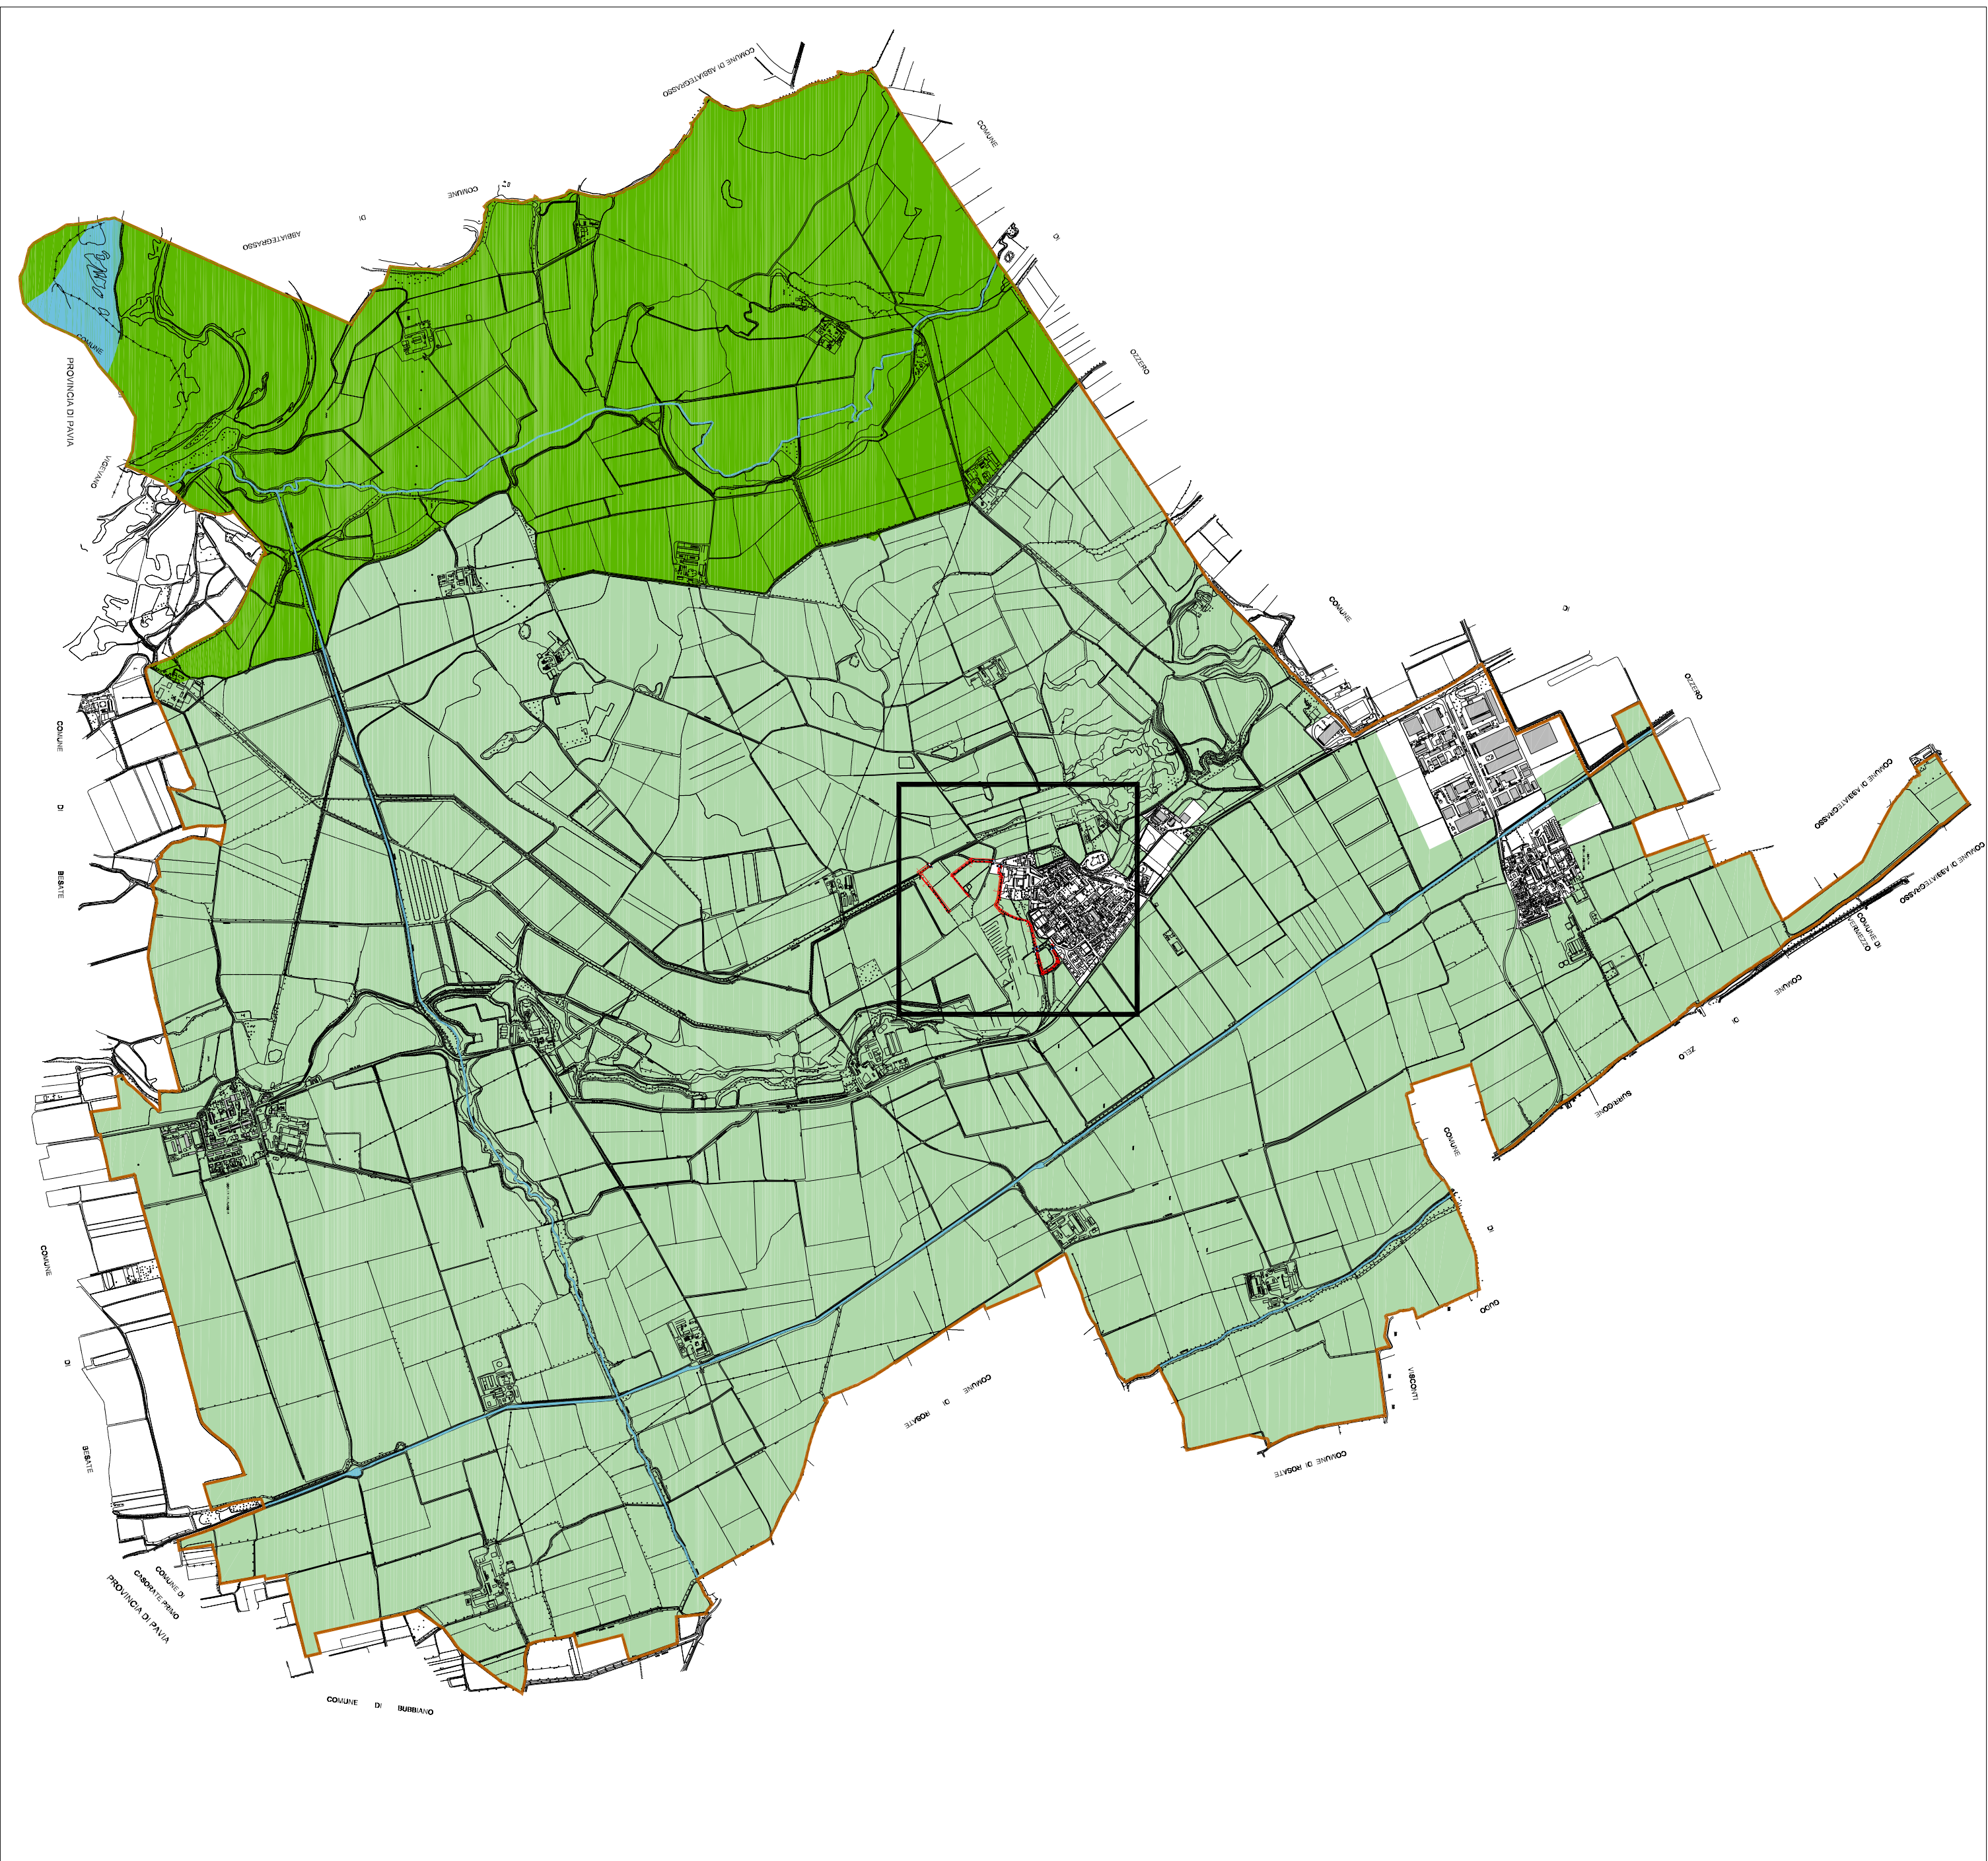 COMUNE DI ABBIATEGRASSO
COMUNE
DI
OZZERO
COMUNE
DI
ABBIATEGRASSO
COMUNE
PROVINCIA DI PAVIA
VIGEVANO
COMUNE
DI
OZZERO
COMUNE
DI
BESATE
COMUNE DI ABBIATEGRASSO
COMUNE DI ABBIATEGRASSO
COMUNE DI
VERMEZZO
COMUNE
DI
ZELO
SURRIGONE
COMUNE
DI
GUDO
VISCONTI
COMUNE DI ROSATE
COMUNE DI ROSATE
COMUNE
DI
BESATE
COMUNE DI
CASORATE PRIMO
PROVINCIA DI PAVIA
COMUNE DI BUBBIANO